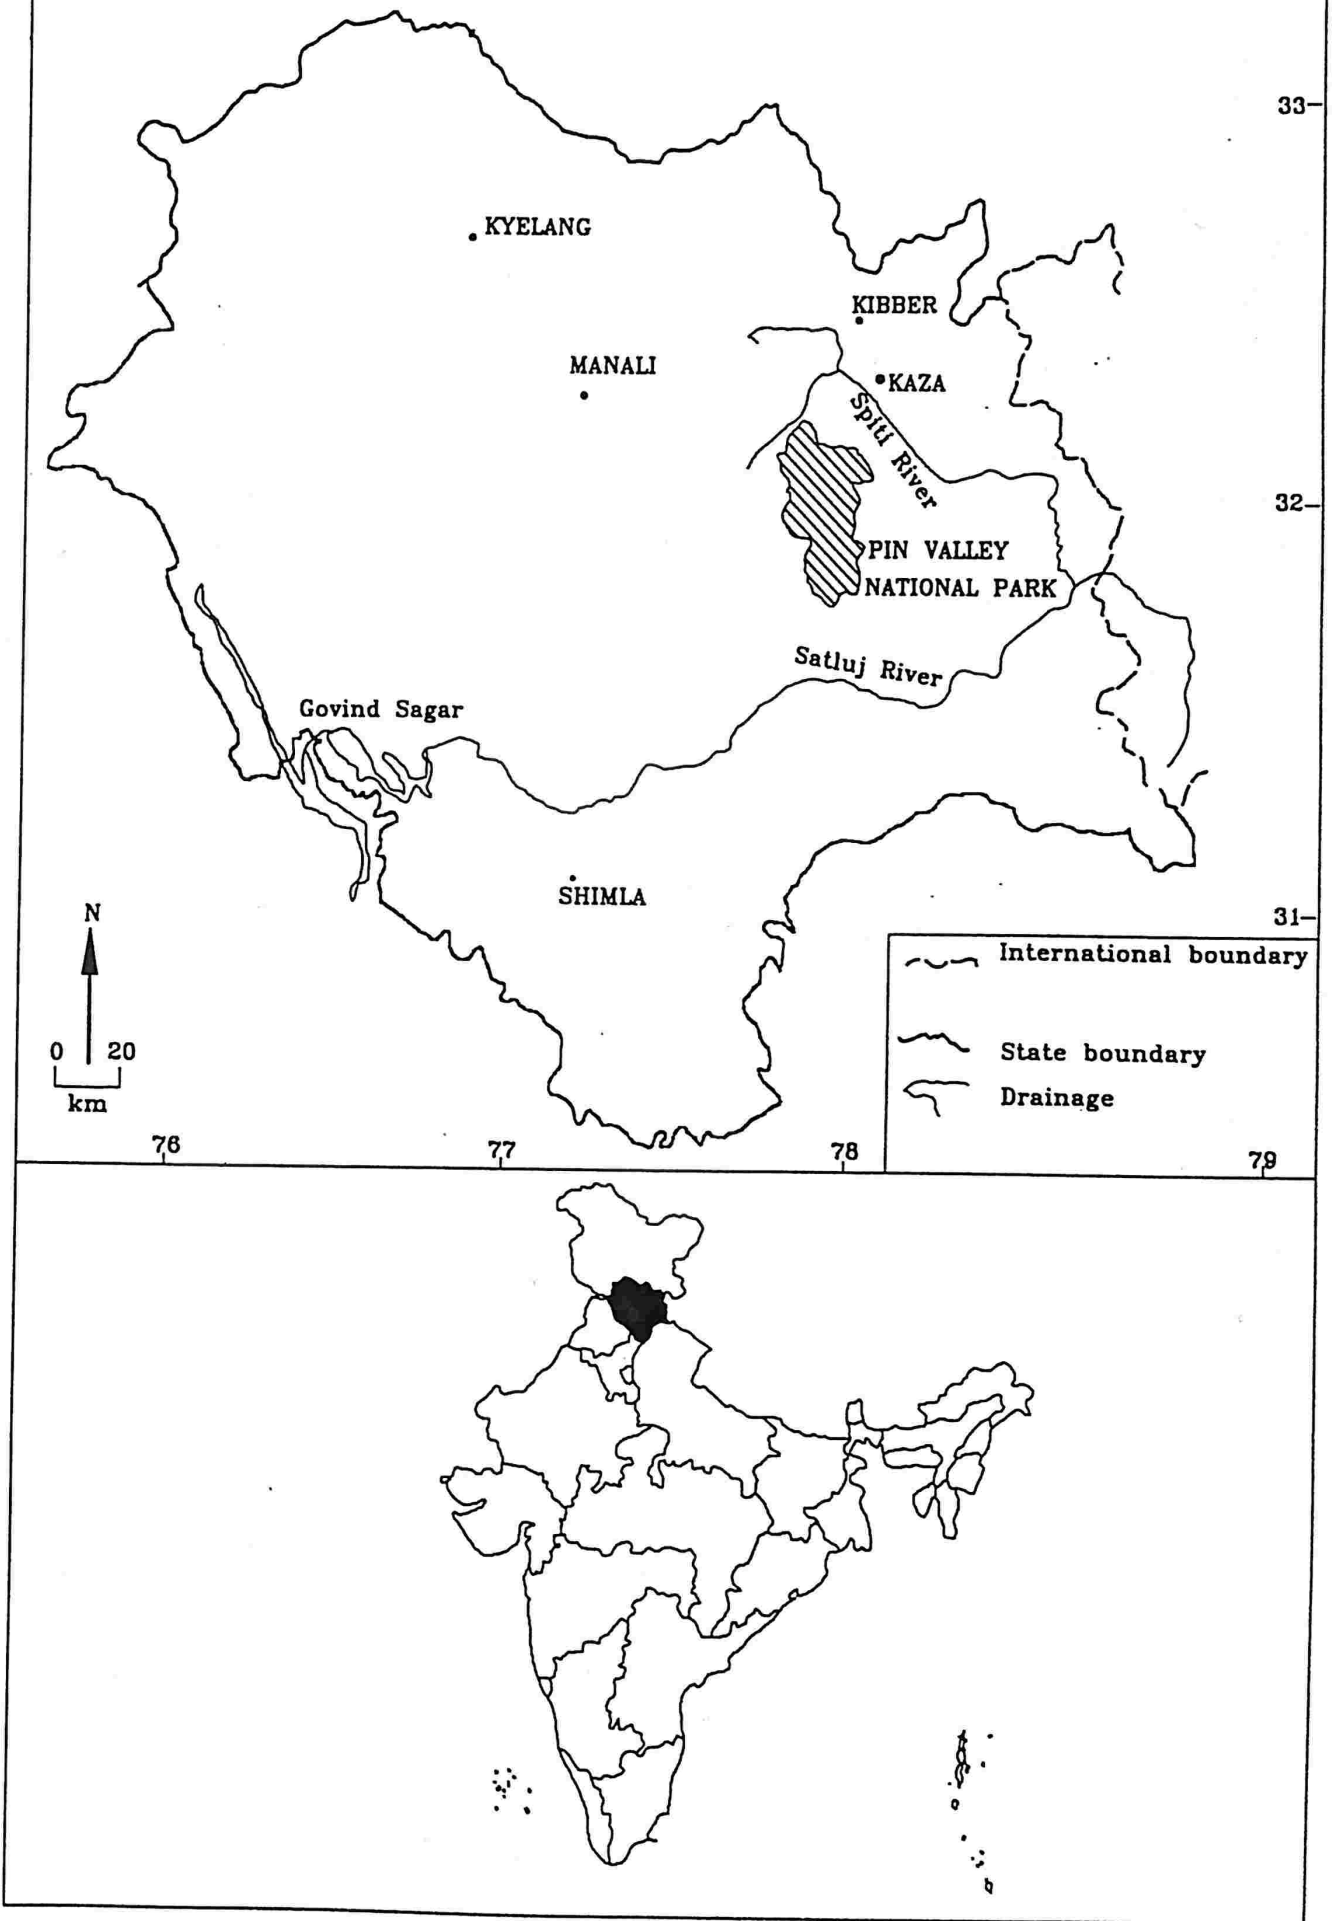 33
KYELANG
KIBBER
MANALI
KAZA
Spiti River
32
PIN VALLEY
NATIONAL PARK
Satluj River
Govind Sagar
SHIMLA
31
N
0 20
km
International boundary
State boundary
Drainage
76 77 78 79